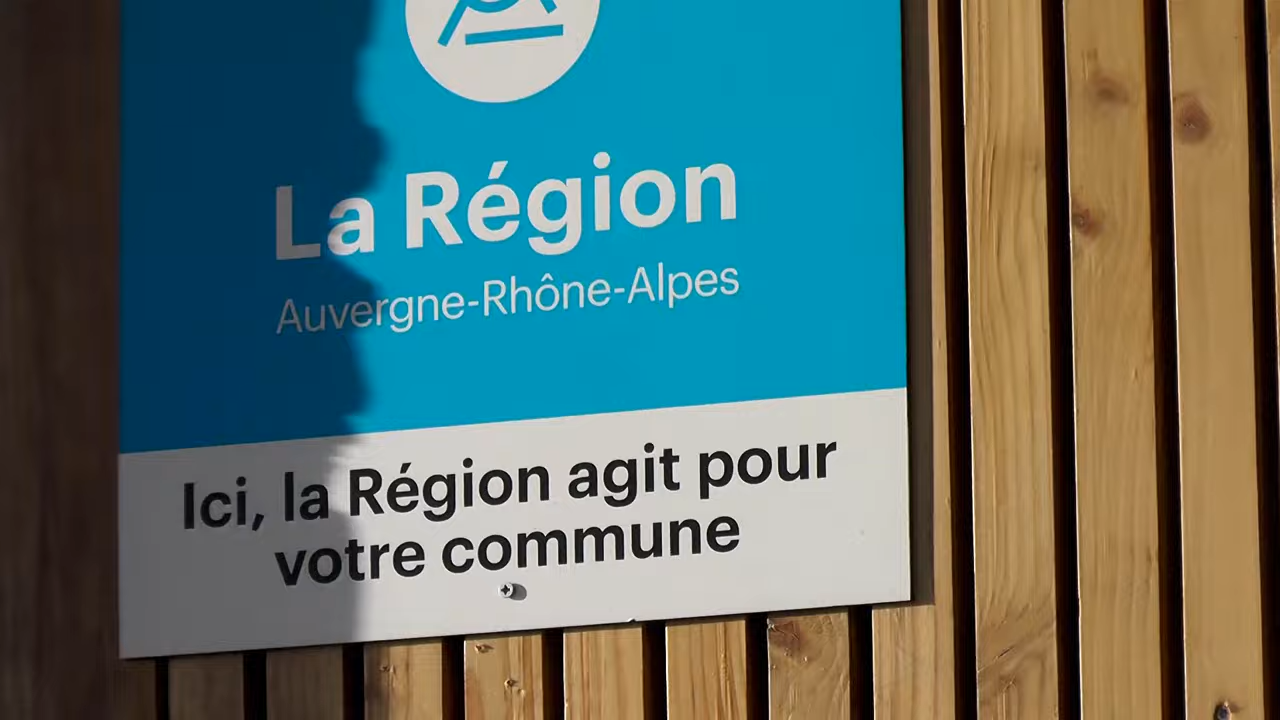 La Région
Auvergne-Rhône-Alpes
Ici, la Région agit pour
votre commune